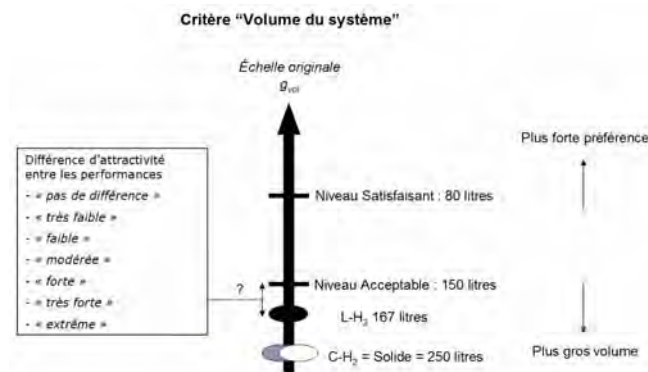 Critère “Volume du système”
Échelle originale
g_vol
Plus forte préférence
Différence d'attractivité
entre les performances
- « pas de différence »
- « très faible »
- « faible »
- « modérée »
- « forte »
- « très forte »
- « extrême »
Niveau Satisfaisant : 80 litres
?
Niveau Acceptable : 150 litres
L-H₂ 167 litres
C-H₂ = Solide = 250 litres
Plus gros volume